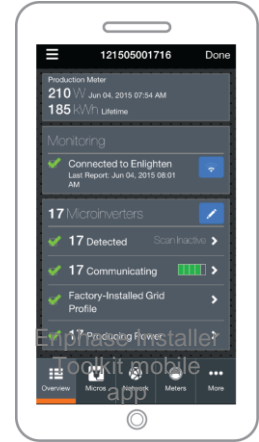 121505001716 Done
Production Meter
210 W Jun 04, 2015 07:54 AM
185 kWh Lifetime
Monitoring
Connected to Enlighten
Last Report: Jun 04, 2015 08:01
AM
17 Microinverters
17 Detected Scan Inactive
17 Communicating
Factory-Installed Grid
Profile
17 Producing Power
Enphase Installer
Toolkit mobile
app
Overview Micros Network Meters More